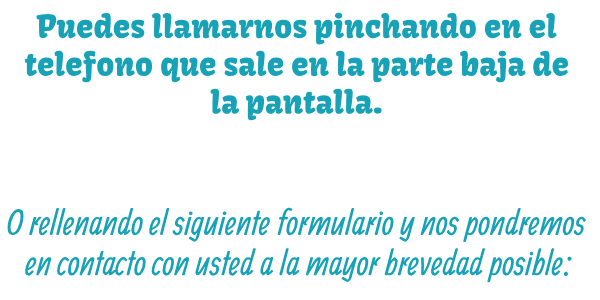 Puedes llamarnos pinchando en el
telefono que sale en la parte baja de
la pantalla.
O rellenando el siguiente formulario y nos pondremos
en contacto con usted a la mayor brevedad posible: